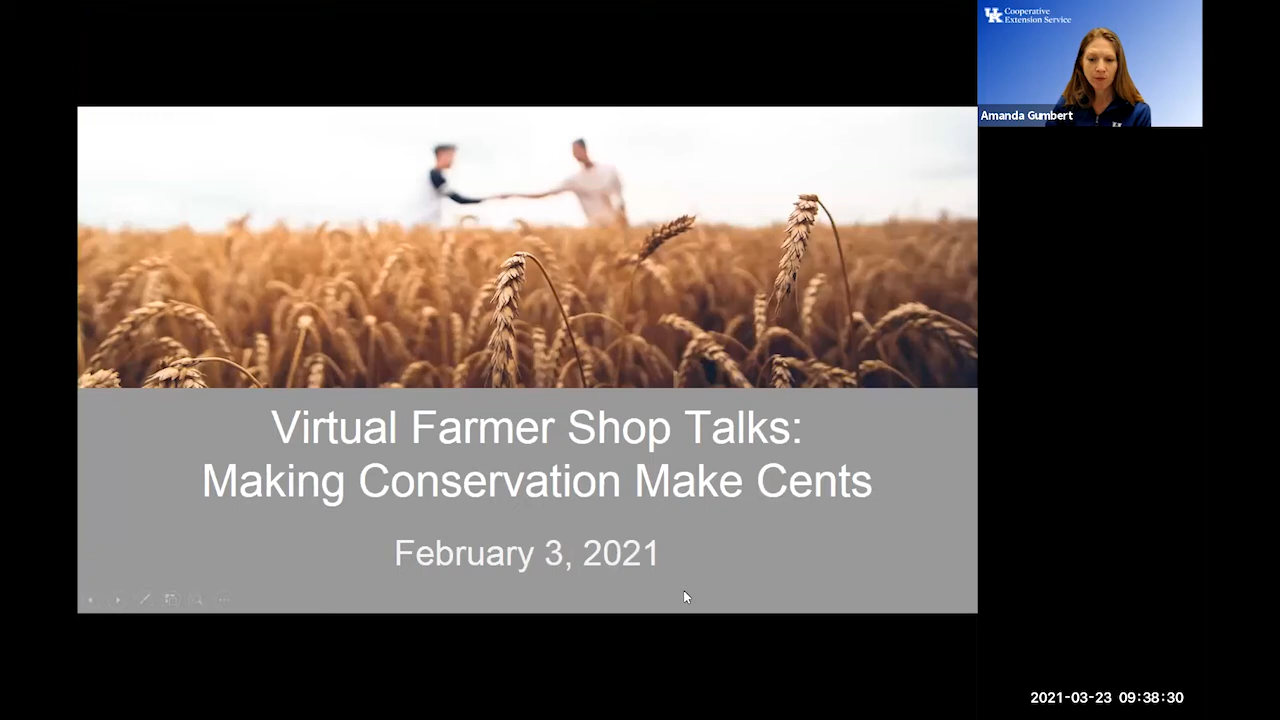 UK Cooperative
Extension Service
Amanda Gumbert
Virtual Farmer Shop Talks:
Making Conservation Make Cents
February 3, 2021
2021-03-23 09:38:30